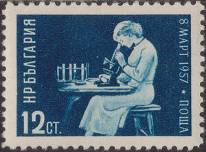 НР БЪЛГАРИЯ
12 СТ.
8 МАРТ 1957 • ПОЩА